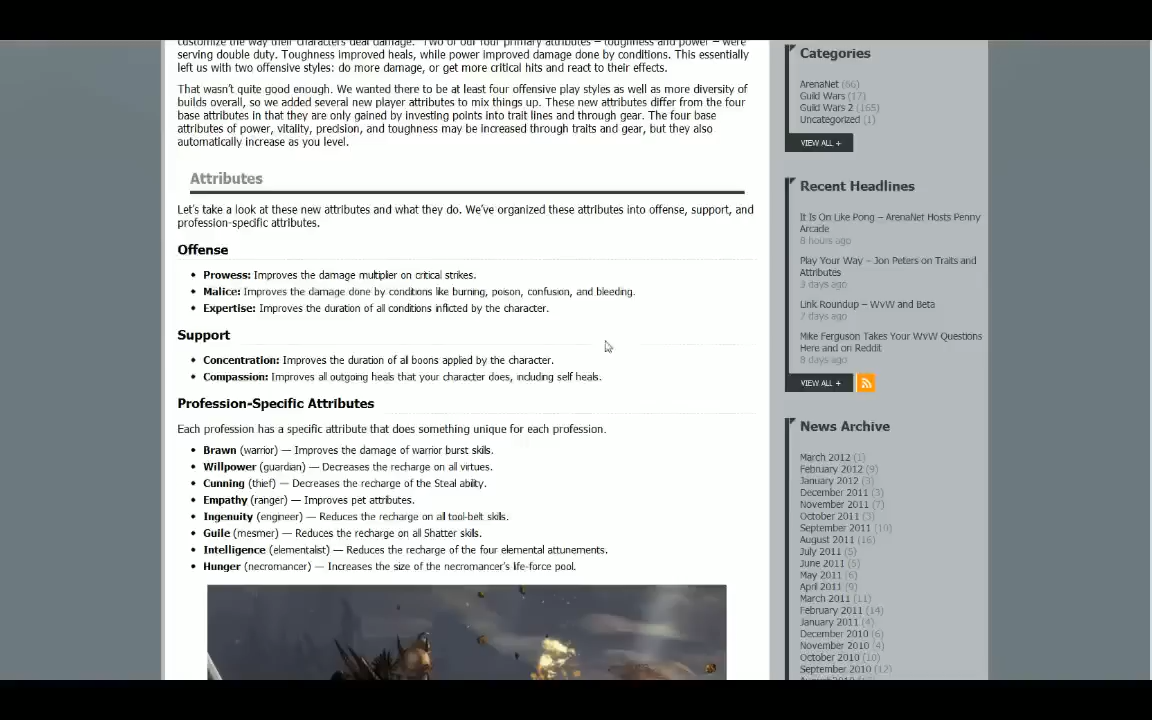 customize the way their characters deal damage. Two of our four primary attributes – toughness and power – were
serving double duty. Toughness improved heals, while power improved damage done by conditions. This essentially
left us with two offensive styles: do more damage, or get more critical hits and react to their effects.
That wasn't quite good enough. We wanted there to be at least four offensive play styles as well as more diversity of
builds overall, so we added several new player attributes to mix things up. These new attributes differ from the four
base attributes in that they are only gained by investing points into trait lines and through gear. The four base
attributes of power, vitality, precision, and toughness may be increased through traits and gear, but they also
automatically increase as you level.
Attributes
Let's take a look at these new attributes and what they do. We've organized these attributes into offense, support, and
profession-specific attributes.
Offense
• Prowess: Improves the damage multiplier on critical strikes.
• Malice: Improves the damage done by conditions like burning, poison, confusion, and bleeding.
• Expertise: Improves the duration of all conditions inflicted by the character.
Support
• Concentration: Improves the duration of all boons applied by the character.
• Compassion: Improves all outgoing heals that your character does, including self heals.
Profession-Specific Attributes
Each profession has a specific attribute that does something unique for each profession.
• Brawn (warrior) — Improves the damage of warrior burst skills.
• Willpower (guardian) — Decreases the recharge on all virtues.
• Cunning (thief) — Decreases the recharge of the Steal ability.
• Empathy (ranger) — Improves pet attributes.
• Ingenuity (engineer) — Reduces the recharge on all tool-belt skills.
• Guile (mesmer) — Reduces the recharge on all Shatter skills.
• Intelligence (elementalist) — Reduces the recharge of the four elemental attunements.
• Hunger (necromancer) — Increases the size of the necromancer's life-force pool.
Categories
ArenaNet (66)
Guild Wars (17)
Guild Wars 2 (165)
Uncategorized (1)
VIEW ALL +
Recent Headlines
It Is On Like Pong – ArenaNet Hosts Penny
Arcade
8 hours ago
Play Your Way – Jon Peters on Traits and
Attributes
3 days ago
Link Roundup – WvW and Beta
7 days ago
Mike Ferguson Takes Your WvW Questions
Here and on Reddit
8 days ago
VIEW ALL +
News Archive
March 2012 (1)
February 2012 (9)
January 2012 (3)
December 2011 (3)
November 2011 (7)
October 2011
September 2011 (10)
August 2011 (16)
July 2011 (5)
June 2011 (5)
May 2011 (6)
April 2011 (9)
March 2011 (11)
February 2011 (14)
January 2011 (4)
December 2010 (6)
November 2010 (4)
October 2010 (10)
September 2010 (12)